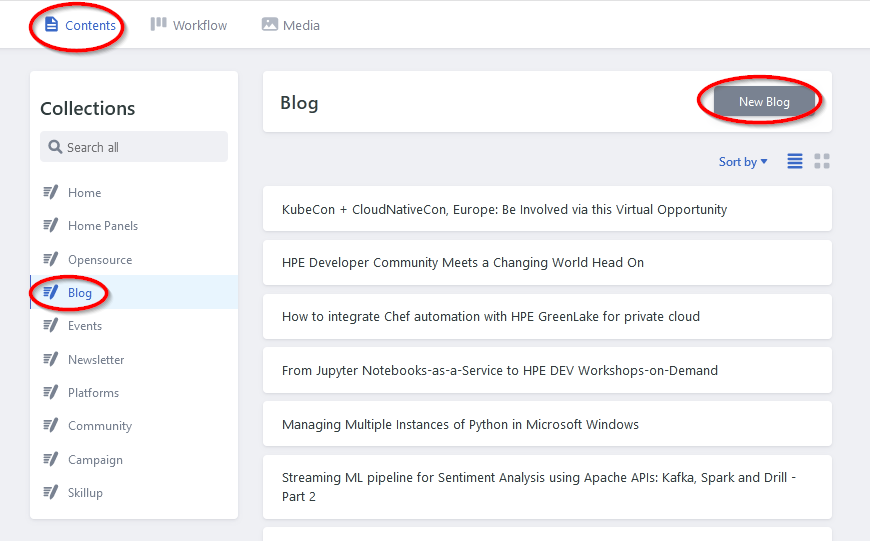 Contents
Workflow
Media
Collections
Search all
Home
Home Panels
Opensource
Blog
Events
Newsletter
Platforms
Community
Campaign
Skillup
Blog
New Blog
Sort by
KubeCon + CloudNativeCon, Europe: Be Involved via this Virtual Opportunity
HPE Developer Community Meets a Changing World Head On
How to integrate Chef automation with HPE GreenLake for private cloud
From Jupyter Notebooks-as-a-Service to HPE DEV Workshops-on-Demand
Managing Multiple Instances of Python in Microsoft Windows
Streaming ML pipeline for Sentiment Analysis using Apache APIs: Kafka, Spark and Drill -
Part 2